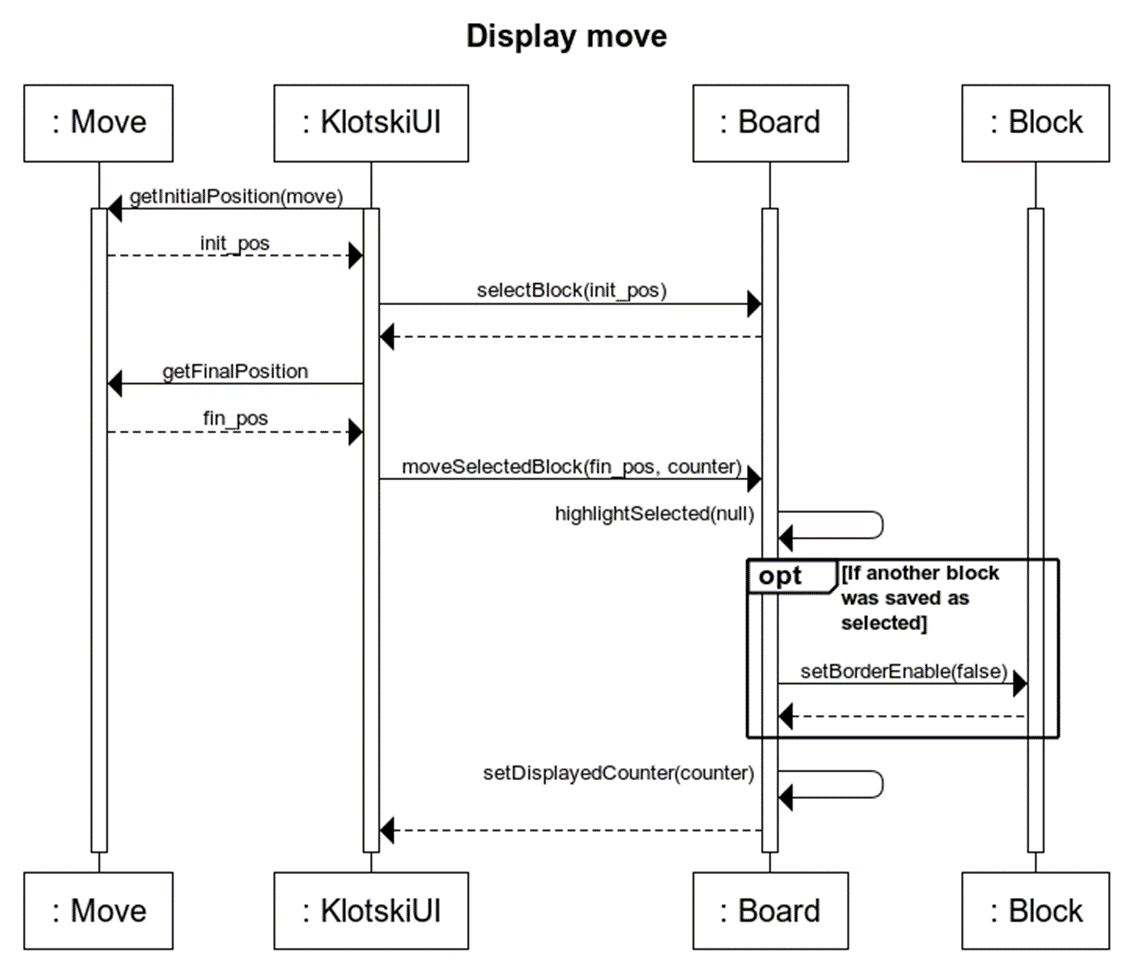 Display move
: Move
: KlotskiUI
: Board
: Block
getInitialPosition(move)
init_pos
selectBlock(init_pos)
getFinalPosition
fin_pos
moveSelectedBlock(fin_pos, counter)
highlightSelected(null)
opt
[If another block
was saved as
selected]
setBorderEnable(false)
setDisplayedCounter(counter)
: Move
: KlotskiUI
: Board
: Block